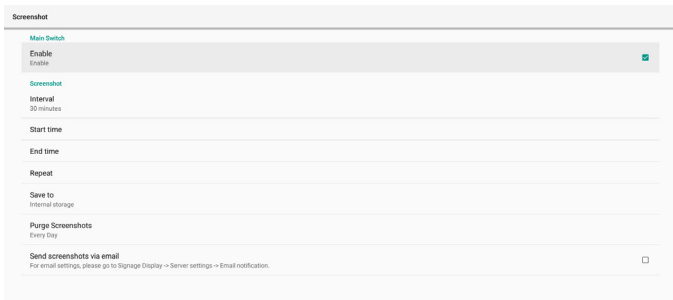 Screenshot
Main Switch
Enable
Enable
Screenshot
Interval
30 minutes
Start time
End time
Repeat
Save to
Internal storage
Purge Screenshots
Every Day
Send screenshots via email
For email settings, please go to Signage Display -> Server settings -> Email notification.